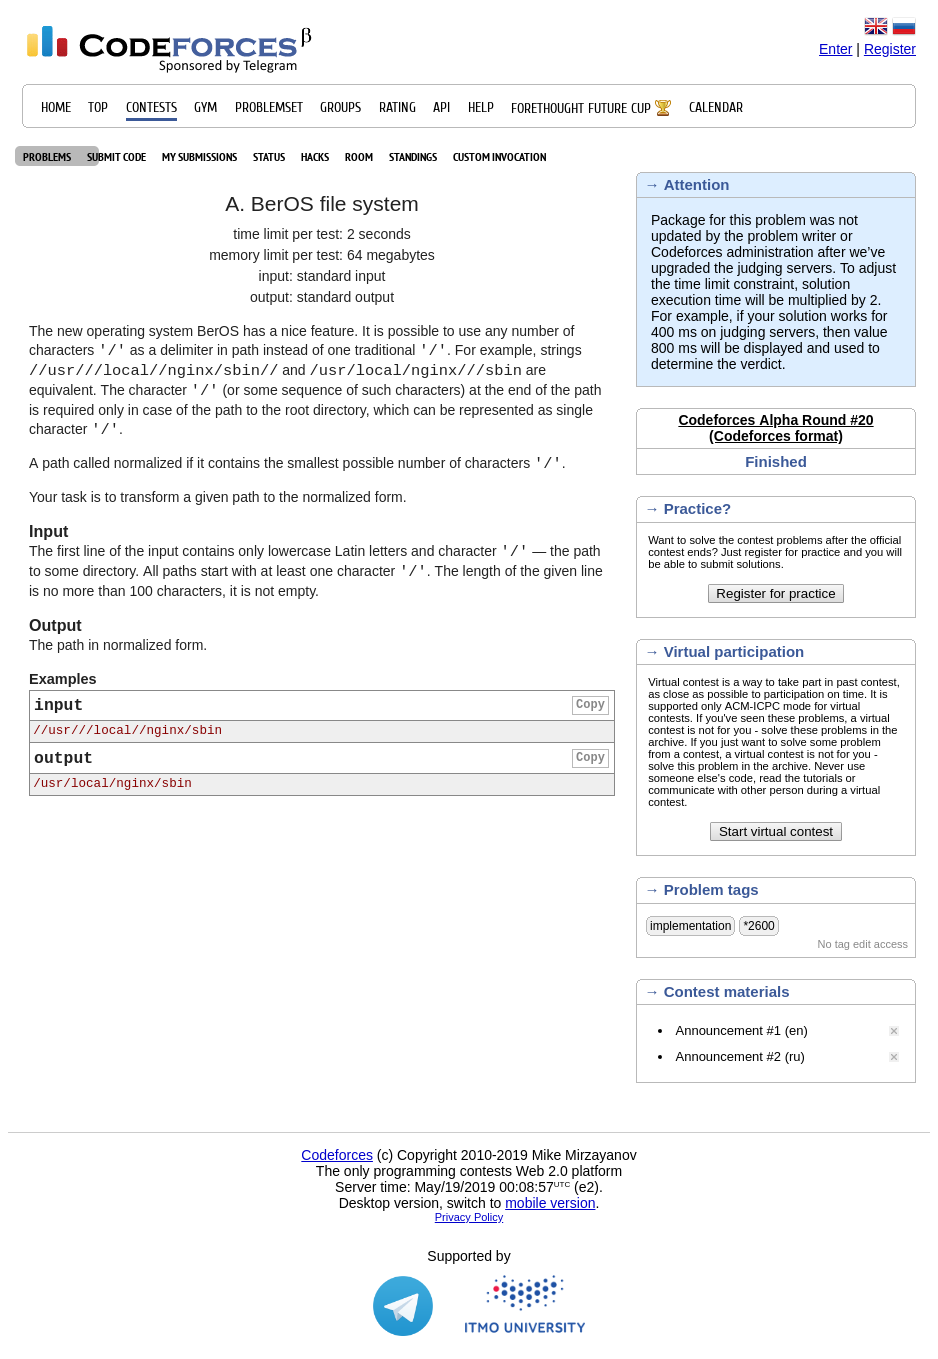 CODEFORCES β
Sponsored by Telegram
Enter | Register
HOME TOP CONTESTS GYM PROBLEMSET GROUPS RATING API HELP FORETHOUGHT FUTURE CUP CALENDAR
PROBLEMS SUBMIT CODE MY SUBMISSIONS STATUS HACKS ROOM STANDINGS CUSTOM INVOCATION
A. BerOS file system
time limit per test: 2 seconds
memory limit per test: 64 megabytes
input: standard input
output: standard output
The new operating system BerOS has a nice feature. It is possible to use any number of
characters '/' as a delimiter in path instead of one traditional '/'. For example, strings
//usr///local//nginx/sbin// and /usr/local/nginx///sbin are
equivalent. The character '/' (or some sequence of such characters) at the end of the path
is required only in case of the path to the root directory, which can be represented as single
character '/'.
A path called normalized if it contains the smallest possible number of characters '/'.
Your task is to transform a given path to the normalized form.
Input
The first line of the input contains only lowercase Latin letters and character '/' — the path
to some directory. All paths start with at least one character '/'. The length of the given line
is no more than 100 characters, it is not empty.
Output
The path in normalized form.
Examples
input Copy
//usr///local//nginx/sbin
output Copy
/usr/local/nginx/sbin
→ Attention
Package for this problem was not
updated by the problem writer or
Codeforces administration after we've
upgraded the judging servers. To adjust
the time limit constraint, solution
execution time will be multiplied by 2.
For example, if your solution works for
400 ms on judging servers, then value
800 ms will be displayed and used to
determine the verdict.
Codeforces Alpha Round #20
(Codeforces format)
Finished
→ Practice?
Want to solve the contest problems after the official
contest ends? Just register for practice and you will
be able to submit solutions.
Register for practice
→ Virtual participation
Virtual contest is a way to take part in past contest,
as close as possible to participation on time. It is
supported only ACM-ICPC mode for virtual
contests. If you've seen these problems, a virtual
contest is not for you - solve these problems in the
archive. If you just want to solve some problem
from a contest, a virtual contest is not for you -
solve this problem in the archive. Never use
someone else's code, read the tutorials or
communicate with other person during a virtual
contest.
Start virtual contest
→ Problem tags
implementation *2600
No tag edit access
→ Contest materials
• Announcement #1 (en)
• Announcement #2 (ru)
Codeforces (c) Copyright 2010-2019 Mike Mirzayanov
The only programming contests Web 2.0 platform
Server time: May/19/2019 00:08:57 UTC (e2).
Desktop version, switch to mobile version.
Privacy Policy
Supported by
ITMO UNIVERSITY